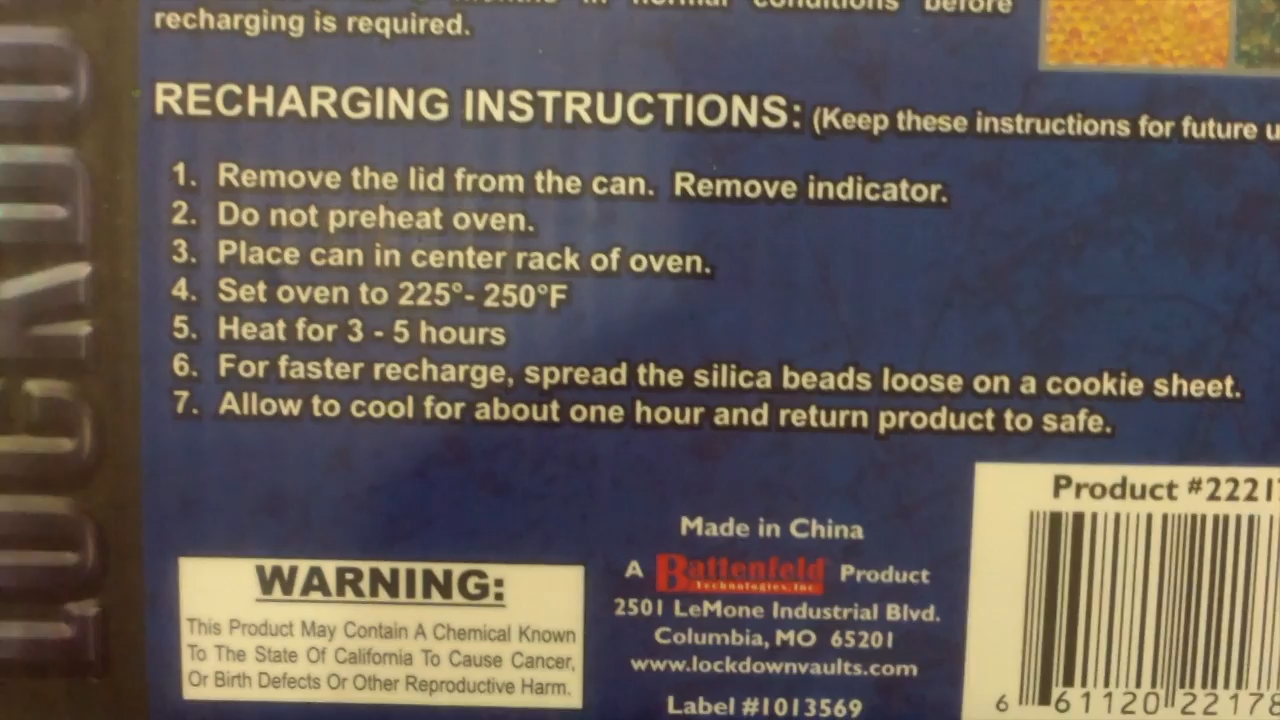 in normal conditions before
recharging is required.
RECHARGING INSTRUCTIONS: (Keep these instructions for future
1. Remove the lid from the can. Remove indicator.
2. Do not preheat oven.
3. Place can in center rack of oven.
4. Set oven to 225°- 250°F
5. Heat for 3 - 5 hours
6. For faster recharge, spread the silica beads loose on a cookie sheet.
7. Allow to cool for about one hour and return product to safe.
Product #2221
Made in China
A Battenfeld Product
Technologies, Inc
2501 LeMone Industrial Blvd.
Columbia, MO 65201
www.lockdownvaults.com
Label #1013569
WARNING:
This Product May Contain A Chemical Known
To The State Of California To Cause Cancer,
Or Birth Defects Or Other Reproductive Harm.
6 61120 22178
LOCKDOWN